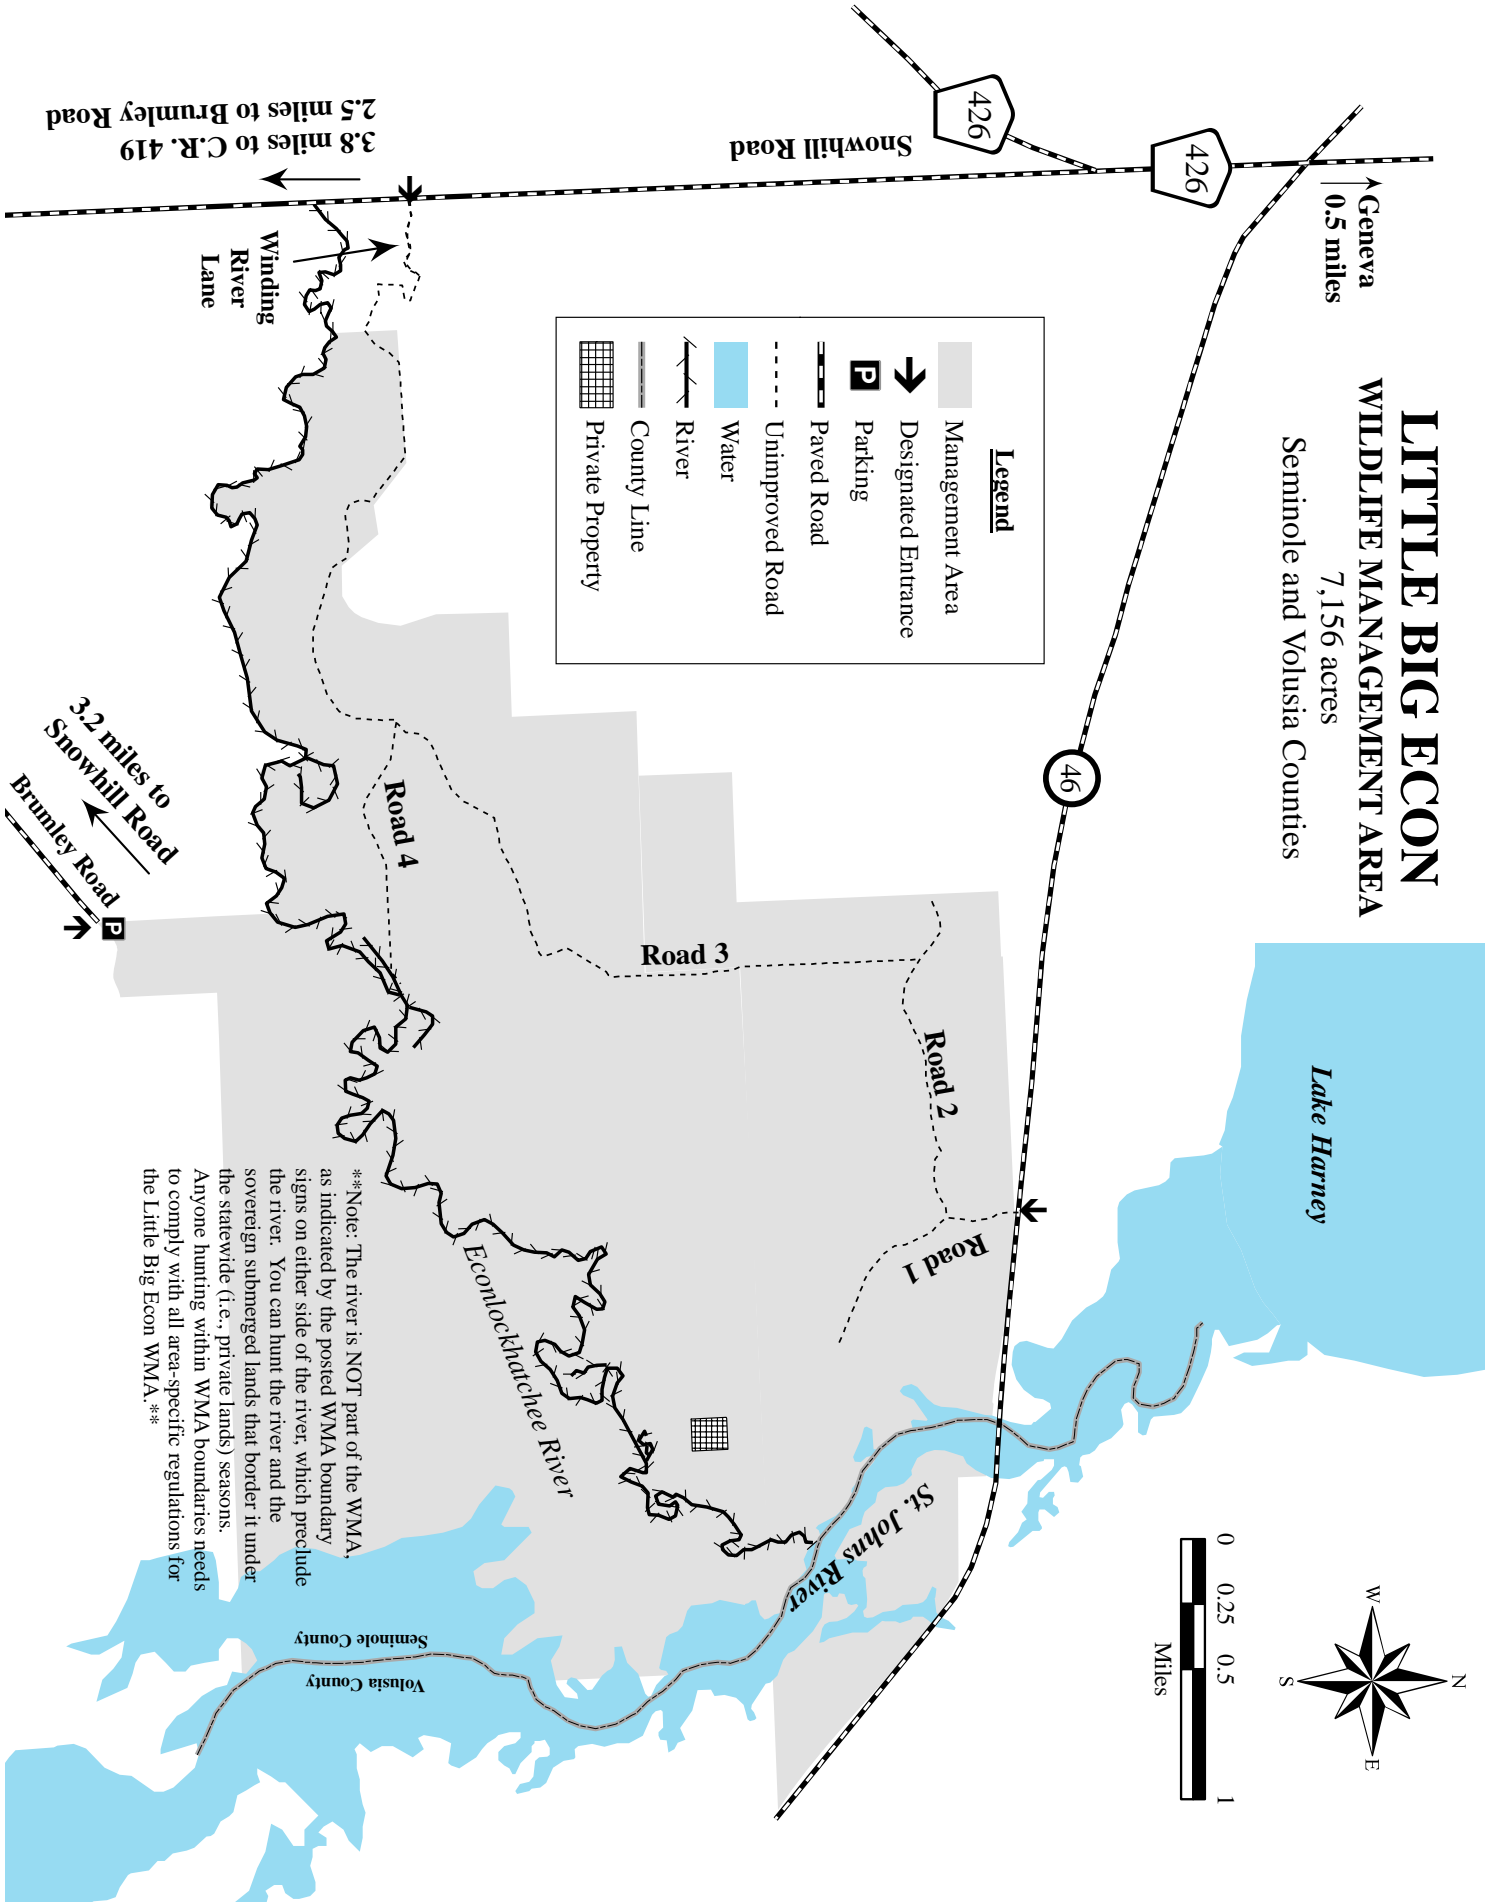 LITTLE BIG ECON
WILDLIFE MANAGEMENT AREA
7,156 acres
Seminole and Volusia Counties
Geneva
0.5 miles
426
426
46
Snowhill Road
3.8 miles to C.R. 419
2.5 miles to Brumley Road
Winding
River
Lane
Legend
Management Area
Designated Entrance
P
Parking
Paved Road
Unimproved Road
Water
River
County Line
Private Property
Lake Harney
Road 1
Road 2
Road 3
Road 4
3.2 miles to
Snowhill Road
Brumley Road
P
Econlockhatchee River
St. Johns River
Seminole County
Volusia County
**Note: The river is NOT part of the WMA,
as indicated by the posted WMA boundary
signs on either side of the river, which preclude
the river.  You can hunt the river and the
sovereign submerged lands that border it under
the statewide (i.e., private lands) seasons.
Anyone hunting within WMA boundaries needs
to comply with all area-specific regulations for
the Little Big Econ WMA.**
N
W
E
S
0 0.25 0.5 1
Miles